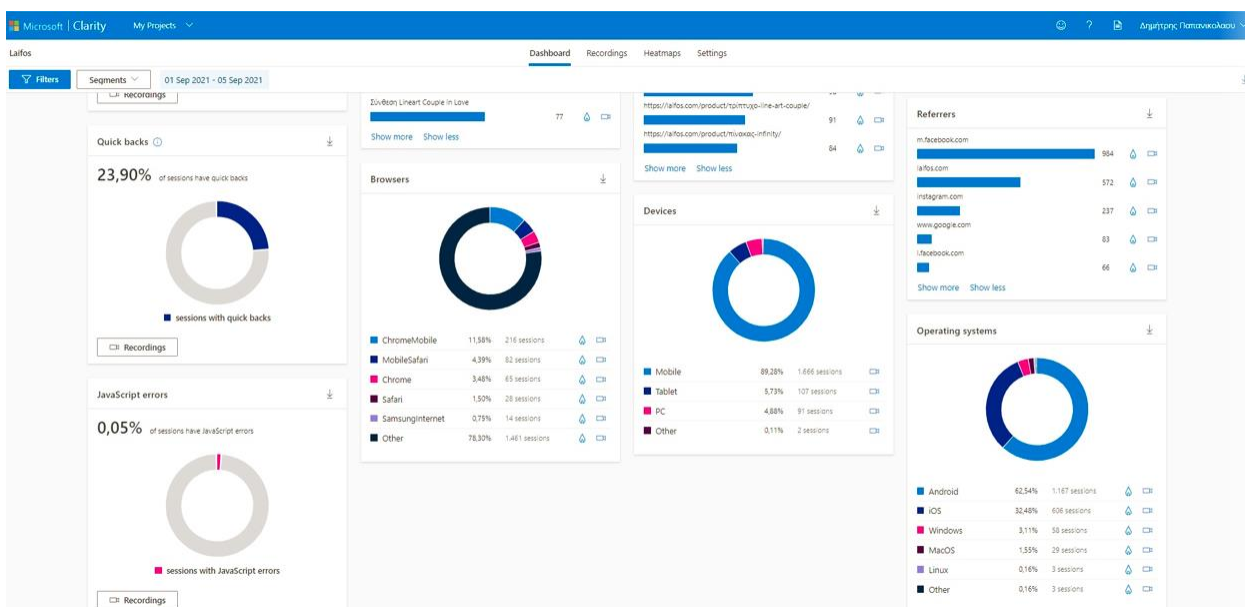 Microsoft | Clarity My Projects Δημήτρης Παπανικολαου
Laifos Dashboard Recordings Heatmaps Settings
Filters Segments 01 Sep 2021 - 05 Sep 2021
Recordings
Quick backs
23,90% of sessions have quick backs
sessions with quick backs
Recordings
JavaScript errors
0,05% of sessions have JavaScript errors
sessions with JavaScript errors
Recordings
Σύνθεση Lineart Couple in Love
77
Show more Show less
Browsers
ChromeMobile 11,58% 216 sessions
MobileSafari 4,39% 82 sessions
Chrome 3,48% 65 sessions
Safari 1,50% 28 sessions
SamsungInternet 0,75% 14 sessions
Other 78,30% 1.461 sessions
https://laifos.com/product/τρίπτυχο-line-art-couple/
91
https://laifos.com/product/πίνακας-infinity/
84
Show more Show less
Devices
Mobile 89,28% 1.666 sessions
Tablet 5,73% 107 sessions
PC 4,88% 91 sessions
Other 0,11% 2 sessions
Referrers
m.facebook.com
984
laifos.com
572
instagram.com
237
www.google.com
83
l.facebook.com
66
Show more Show less
Operating systems
Android 62,54% 1.167 sessions
iOS 32,48% 606 sessions
Windows 3,11% 58 sessions
MacOS 1,55% 29 sessions
Linux 0,16% 3 sessions
Other 0,16% 3 sessions